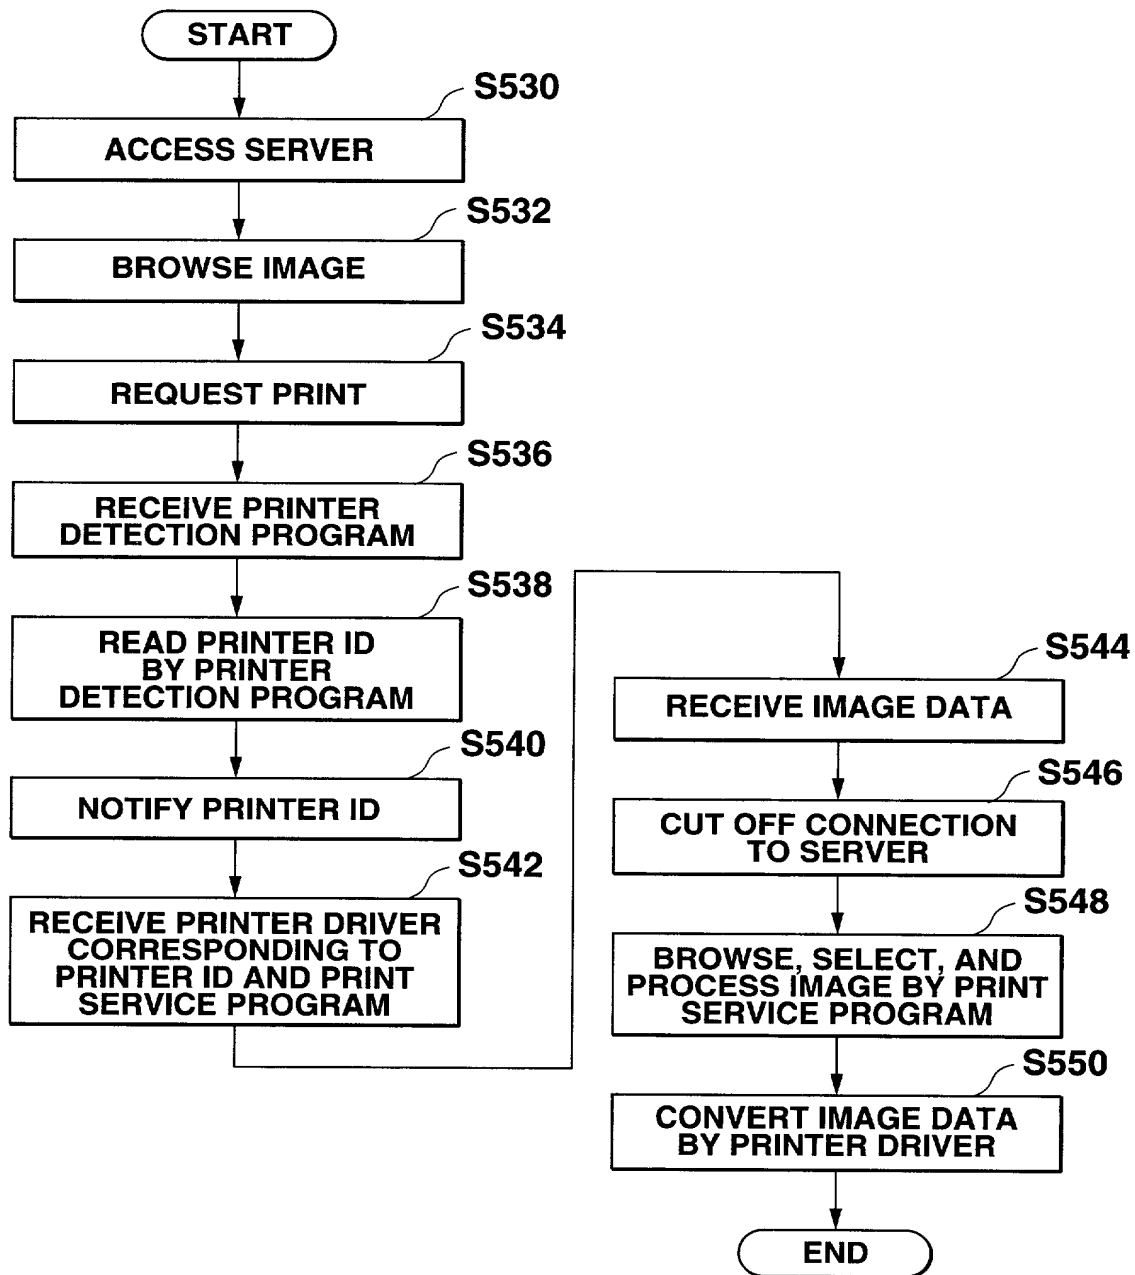 START
S530
ACCESS SERVER
S532
BROWSE IMAGE
S534
REQUEST PRINT
S536
RECEIVE PRINTER
DETECTION PROGRAM
S538
READ PRINTER ID
BY PRINTER
DETECTION PROGRAM
S540
NOTIFY PRINTER ID
S542
RECEIVE PRINTER DRIVER
CORRESPONDING TO
PRINTER ID AND PRINT
SERVICE PROGRAM
S544
RECEIVE IMAGE DATA
S546
CUT OFF CONNECTION
TO SERVER
S548
BROWSE, SELECT, AND
PROCESS IMAGE BY PRINT
SERVICE PROGRAM
S550
CONVERT IMAGE DATA
BY PRINTER DRIVER
END